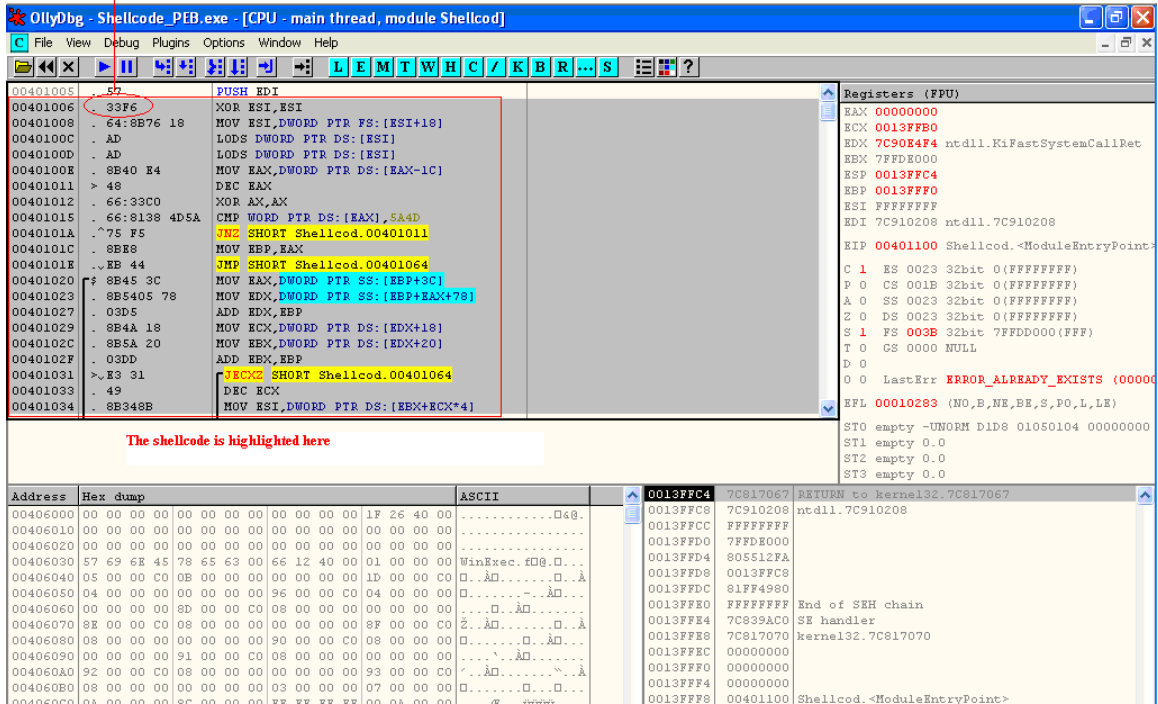 OllyDbg - Shellcode_PEB.exe - [CPU - main thread, module Shellcod]
C File View Debug Plugins Options Window Help
L E M T W H C / K B R ... S ?
00401005 . 57 PUSH EDI
00401006 . 33F6 XOR ESI,ESI
00401008 . 64:8B76 18 MOV ESI,DWORD PTR FS:[ESI+18]
0040100C . AD LODS DWORD PTR DS:[ESI]
0040100D . AD LODS DWORD PTR DS:[ESI]
0040100E . 8B40 E4 MOV EAX,DWORD PTR DS:[EAX-1C]
00401011 > 48 DEC EAX
00401012 . 66:33C0 XOR AX,AX
00401015 . 66:8138 4D5A CMP WORD PTR DS:[EAX],5A4D
0040101A .^75 F5 JNZ SHORT Shellcod.00401011
0040101C . 8BE8 MOV EBP,EAX
0040101E . EB 44 JMP SHORT Shellcod.00401064
00401020 $ 8B45 3C MOV EAX,DWORD PTR SS:[EBP+3C]
00401023 . 8B5405 78 MOV EDX,DWORD PTR SS:[EBP+EAX+78]
00401027 . 03D5 ADD EDX,EBP
00401029 . 8B4A 18 MOV ECX,DWORD PTR DS:[EDX+18]
0040102C . 8B5A 20 MOV EBX,DWORD PTR DS:[EDX+20]
0040102F . 03DD ADD EBX,EBP
00401031 > E3 31 JECXZ SHORT Shellcod.00401064
00401033 . 49 DEC ECX
00401034 . 8B348B MOV ESI,DWORD PTR DS:[EBX+ECX*4]
The shellcode is highlighted here
Registers (FPU)
EAX 00000000
ECX 0013FFB0
EDX 7C90E4F4 ntdll.KiFastSystemCallRet
EBX 7FFDE000
ESP 0013FFC4
EBP 0013FFF0
ESI FFFFFFFF
EDI 7C910208 ntdll.7C910208
EIP 00401100 Shellcod.<ModuleEntryPoint>
C 1 ES 0023 32bit 0(FFFFFFFF)
P 0 CS 001B 32bit 0(FFFFFFFF)
A 0 SS 0023 32bit 0(FFFFFFFF)
Z 0 DS 0023 32bit 0(FFFFFFFF)
S 1 FS 003B 32bit 7FFDD000(FFF)
T 0 GS 0000 NULL
D 0
O 0 LastErr ERROR_ALREADY_EXISTS (0000
EFL 00010283 (NO,B,NE,BE,S,PO,L,LE)
ST0 empty -UNORM D1D8 01050104 00000000
ST1 empty 0.0
ST2 empty 0.0
ST3 empty 0.0
Address Hex dump ASCII
00406000 00 00 00 00 00 00 00 00 00 00 00 00 1F 26 40 00 .............&@.
00406010 00 00 00 00 00 00 00 00 00 00 00 00 00 00 00 00 ................
00406020 00 00 00 00 00 00 00 00 00 00 00 00 00 00 00 00 ................
00406030 57 69 6E 45 78 65 63 00 66 12 40 00 01 00 00 00 WinExec.f @. ...
00406040 05 00 00 C0 0B 00 00 00 00 00 00 00 1D 00 00 C0
00406050 04 00 00 00 00 00 00 00 96 00 00 C0 04 00 00 00
00406060 00 00 00 00 8D 00 00 C0 08 00 00 00 00 00 00 00
00406070 8E 00 00 C0 08 00 00 00 00 00 00 00 8F 00 00 C0
00406080 08 00 00 00 00 00 00 00 90 00 00 C0 08 00 00 00
00406090 00 00 00 00 91 00 00 C0 08 00 00 00 00 00 00 00
004060A0 92 00 00 C0 08 00 00 00 00 00 00 00 93 00 00 C0
004060B0 08 00 00 00 00 00 00 00 03 00 00 00 07 00 00 00
0013FFC4 7C817067 RETURN to kernel32.7C817067
0013FFC8 7C910208 ntdll.7C910208
0013FFCC FFFFFFFF
0013FFD0 7FFDE000
0013FFD4 805512FA
0013FFD8 0013FFC8
0013FFDC 81FF4980
0013FFE0 FFFFFFFF End of SEH chain
0013FFE4 7C839AC0 SE handler
0013FFE8 7C817070 kernel32.7C817070
0013FFEC 00000000
0013FFF0 00000000
0013FFF4 00000000
0013FFF8 00401100 Shellcod.<ModuleEntryPoint>